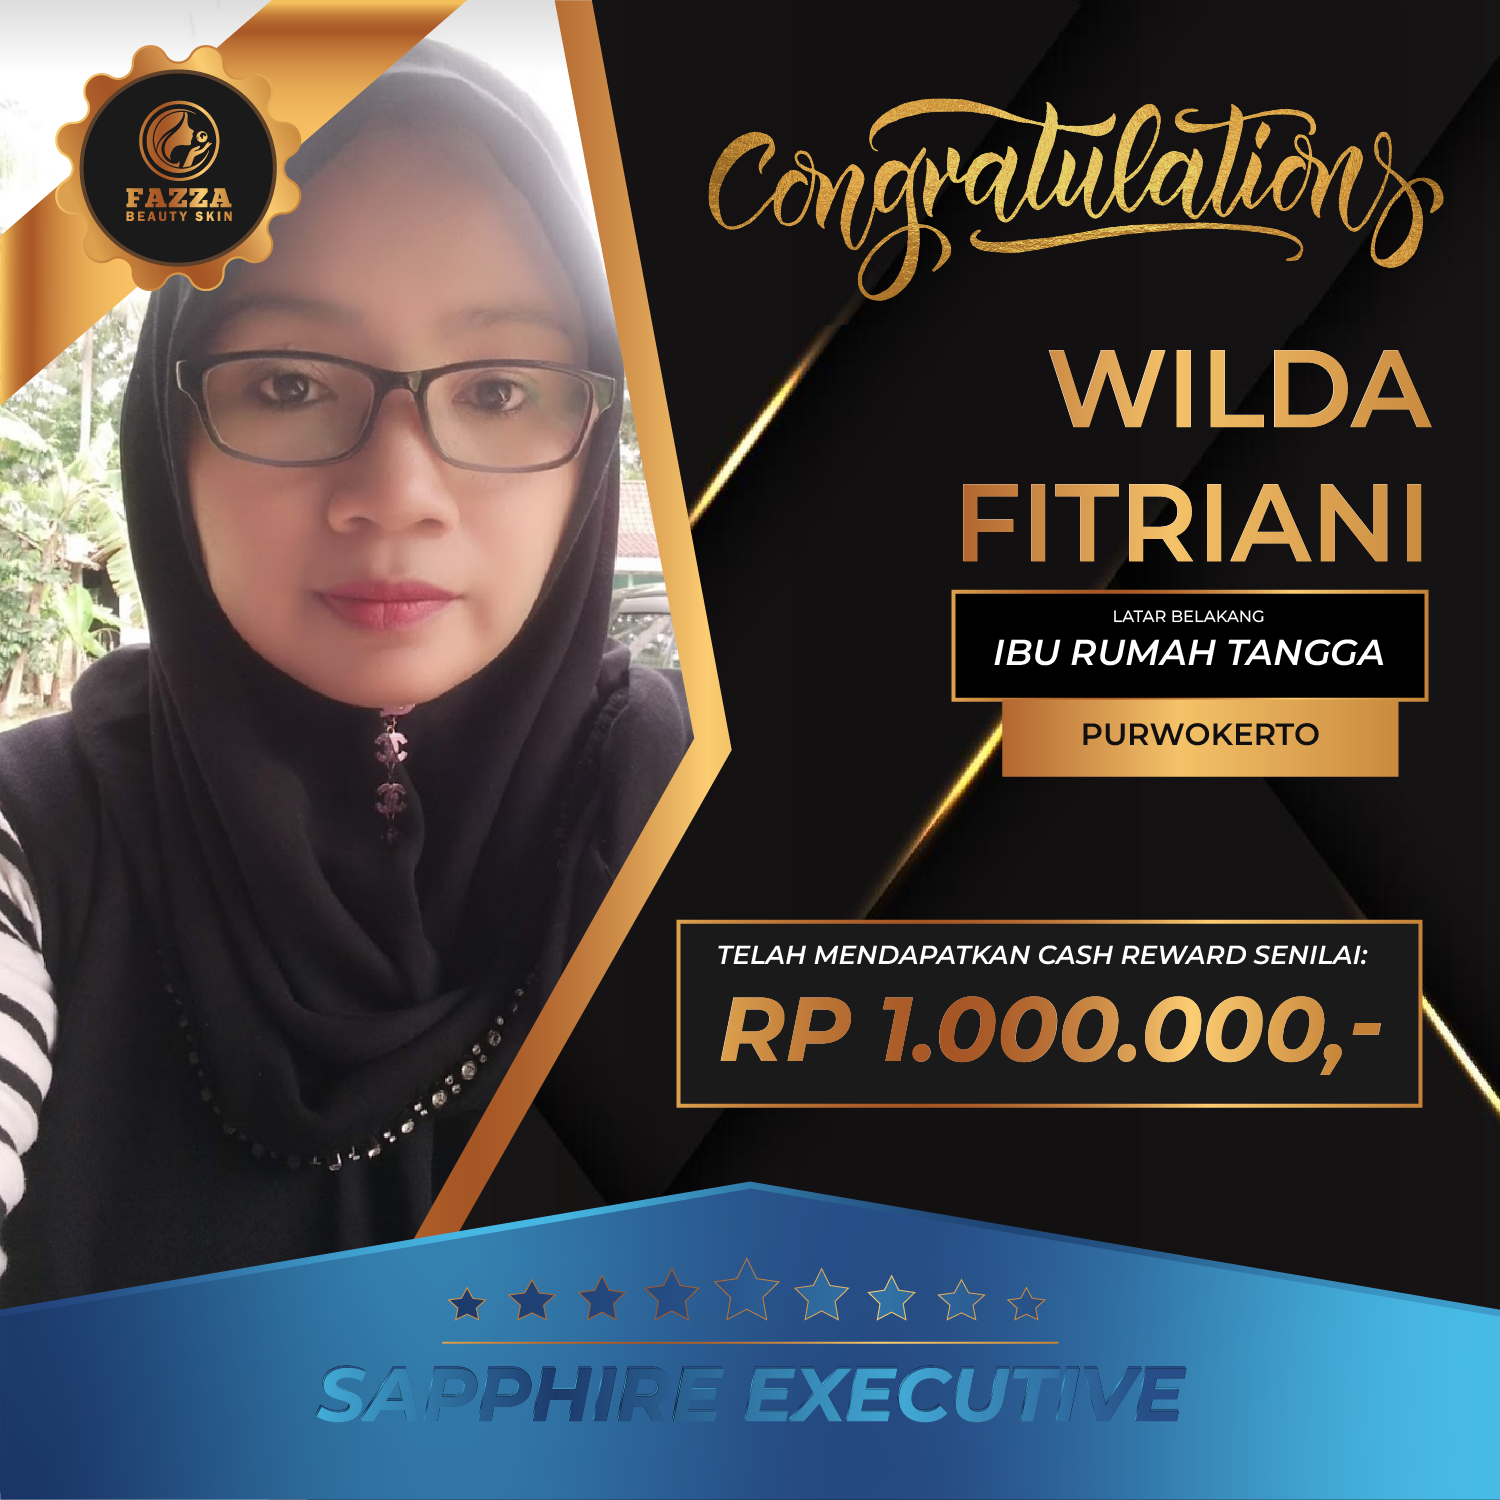 FAZZA
BEAUTY SKIN
Congratulations
WILDA
FITRIANI
LATAR BELAKANG
IBU RUMAH TANGGA
PURWOKERTO
TELAH MENDAPATKAN CASH REWARD SENILAI:
RP 1.000.000,-
SAPPHIRE EXECUTIVE